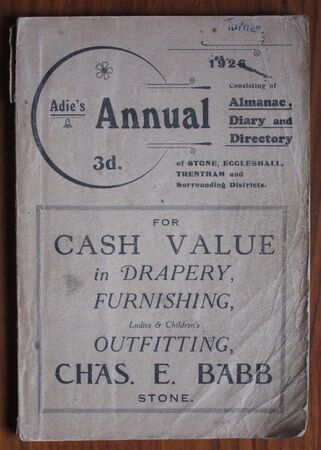 Turner
1926
Consisting of
Adie's
Annual
Almanac,
Diary and
Directory
3d.
of STONE, ECCLESHALL,
TRENTHAM and
Surrounding Districts.
FOR
CASH VALUE
in DRAPERY,
FURNISHING,
Ladies & Children's
OUTFITTING,
CHAS. E. BABB
STONE.